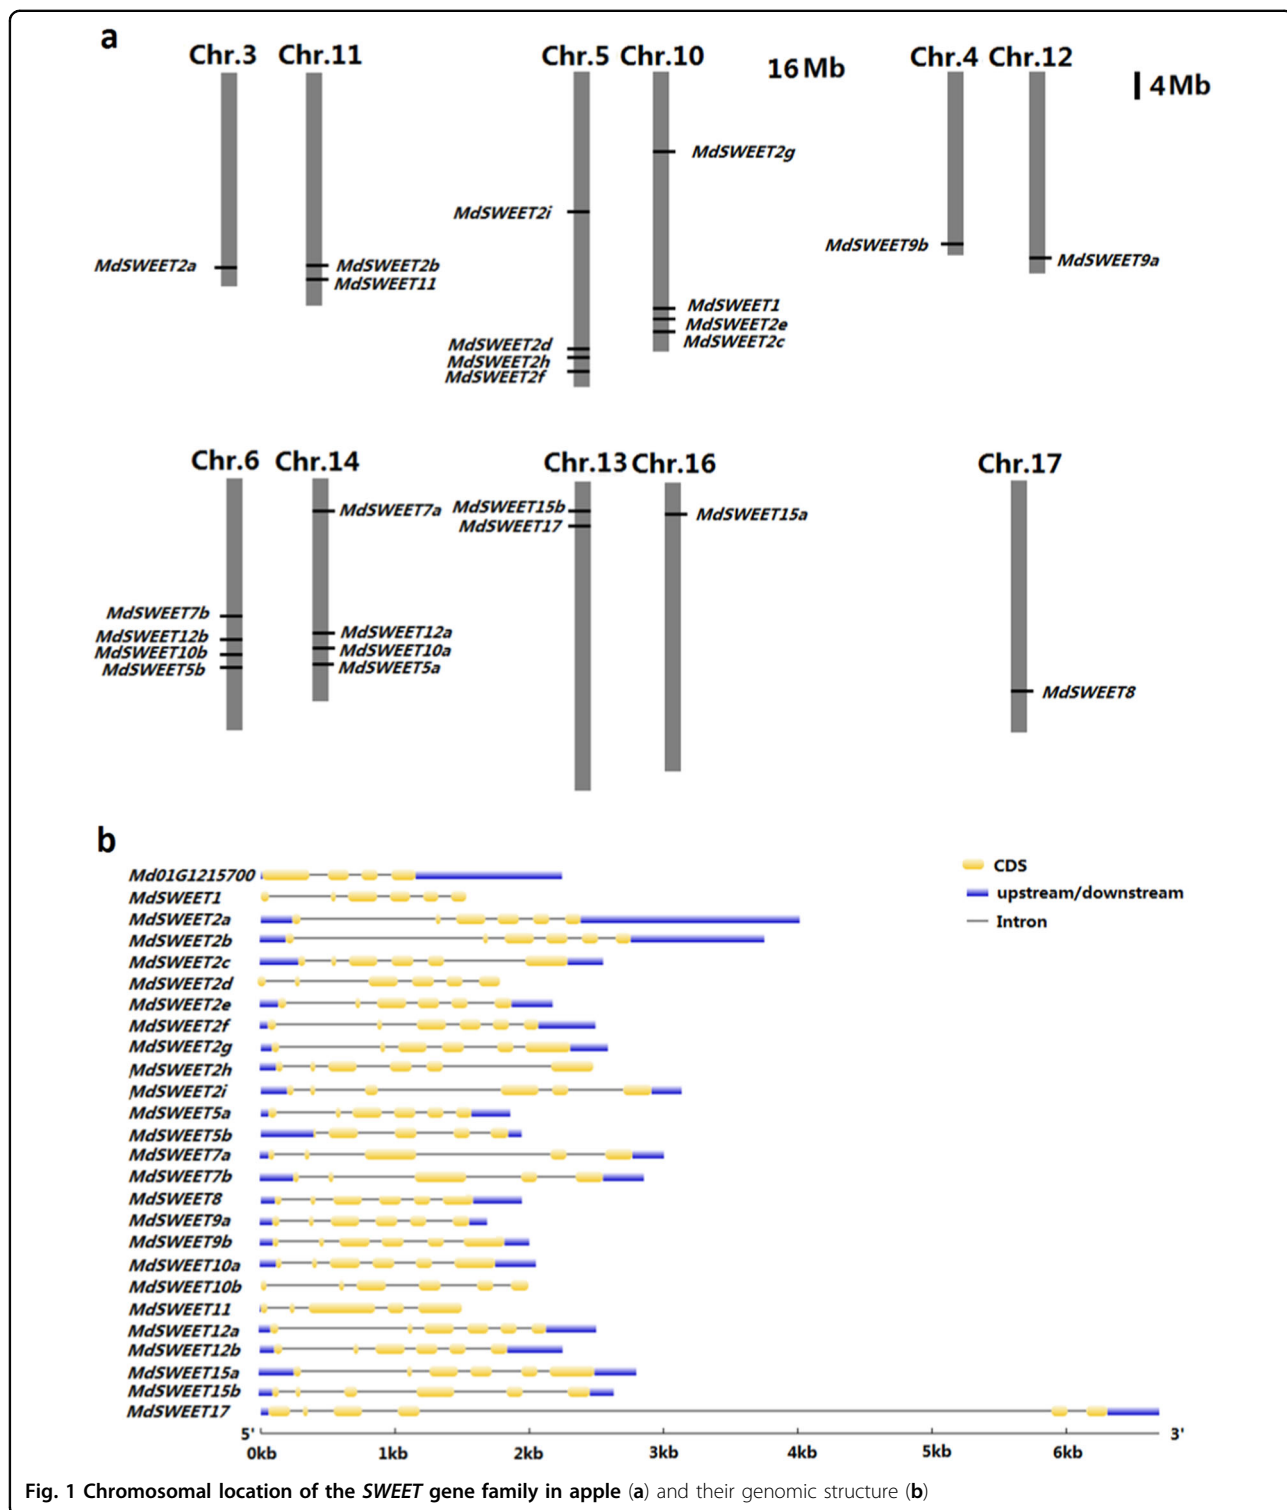 a
Chr.3 Chr.11 Chr.5 Chr.10 16 Mb Chr.4 Chr.12 4 Mb
MdSWEET2g
MdSWEET2i
MdSWEET9b
MdSWEET9a
MdSWEET2a
MdSWEET2b
MdSWEET11
MdSWEET1
MdSWEET2e
MdSWEET2c
MdSWEET2d
MdSWEET2h
MdSWEET2f
Chr.6 Chr.14 Chr.13 Chr.16 Chr.17
MdSWEET7a
MdSWEET15b
MdSWEET17
MdSWEET15a
MdSWEET7b
MdSWEET12b
MdSWEET10b
MdSWEET5b
MdSWEET12a
MdSWEET10a
MdSWEET5a
MdSWEET8
b
CDS
upstream/downstream
Intron
Md01G1215700
MdSWEET1
MdSWEET2a
MdSWEET2b
MdSWEET2c
MdSWEET2d
MdSWEET2e
MdSWEET2f
MdSWEET2g
MdSWEET2h
MdSWEET2i
MdSWEET5a
MdSWEET5b
MdSWEET7a
MdSWEET7b
MdSWEET8
MdSWEET9a
MdSWEET9b
MdSWEET10a
MdSWEET10b
MdSWEET11
MdSWEET12a
MdSWEET12b
MdSWEET15a
MdSWEET15b
MdSWEET17
5' 3'
0kb 1kb 2kb 3kb 4kb 5kb 6kb
Fig. 1 Chromosomal location of the SWEET gene family in apple (a) and their genomic structure (b)